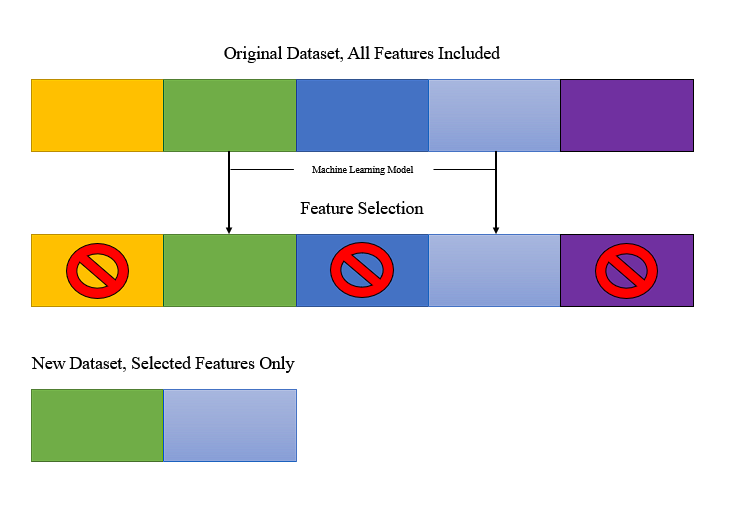 Original Dataset, All Features Included
Machine Learning Model
Feature Selection
New Dataset, Selected Features Only